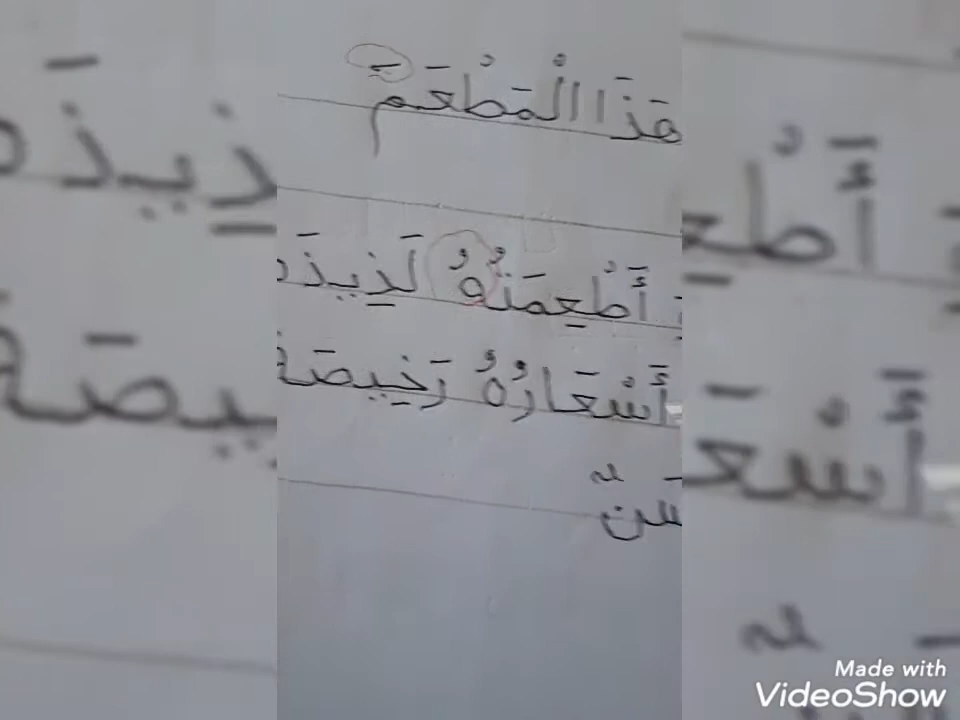 هَذَا الْمَطْعَمَ
أَطْعِمَتُهُ لَذِيذَة
أَسْعَارُهُ رَخِيصَة
سَنٌ
Made with
VideoShow